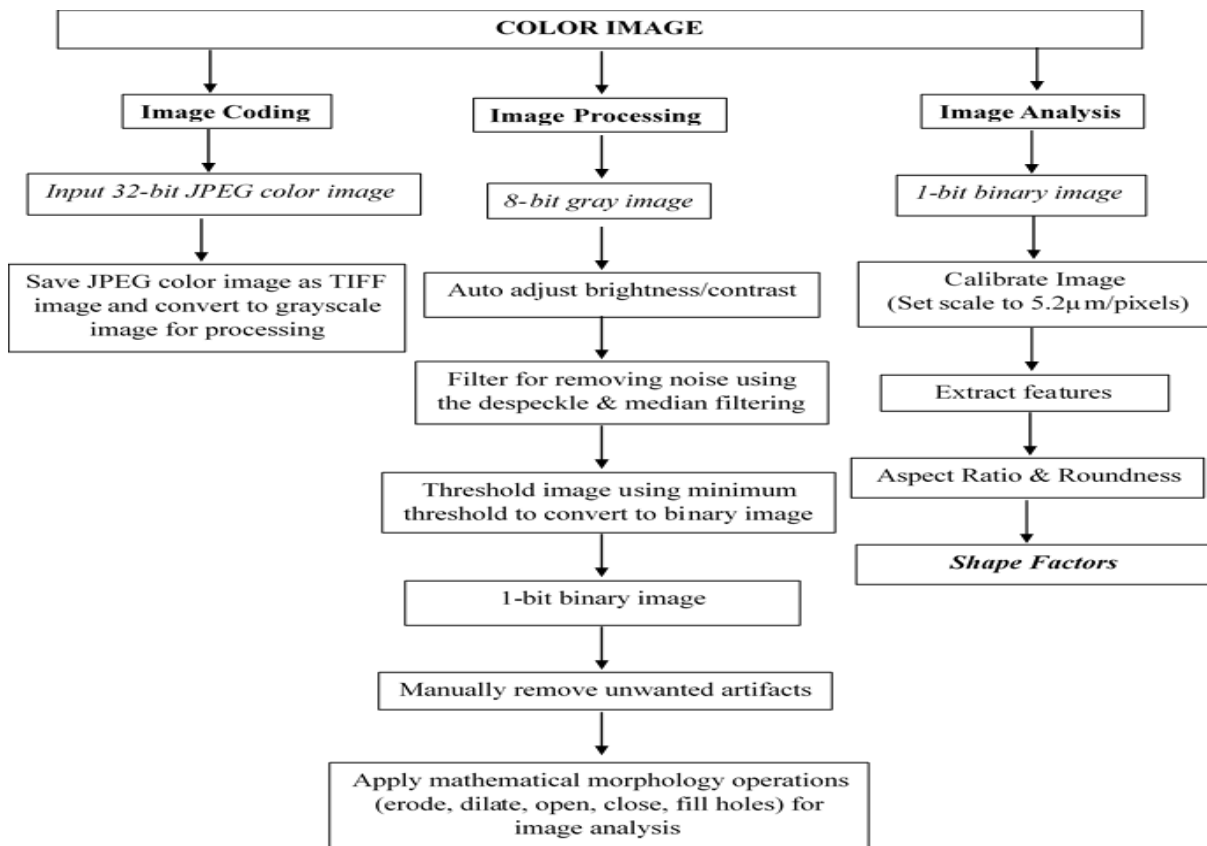 COLOR IMAGE
Image Coding
Input 32-bit JPEG color image
Save JPEG color image as TIFF
image and convert to grayscale
image for processing
Image Processing
8-bit gray image
Auto adjust brightness/contrast
Filter for removing noise using
the despeckle & median filtering
Threshold image using minimum
threshold to convert to binary image
1-bit binary image
Manually remove unwanted artifacts
Apply mathematical morphology operations
(erode, dilate, open, close, fill holes) for
image analysis
Image Analysis
1-bit binary image
Calibrate Image
(Set scale to 5.2μm/pixels)
Extract features
Aspect Ratio & Roundness
Shape Factors